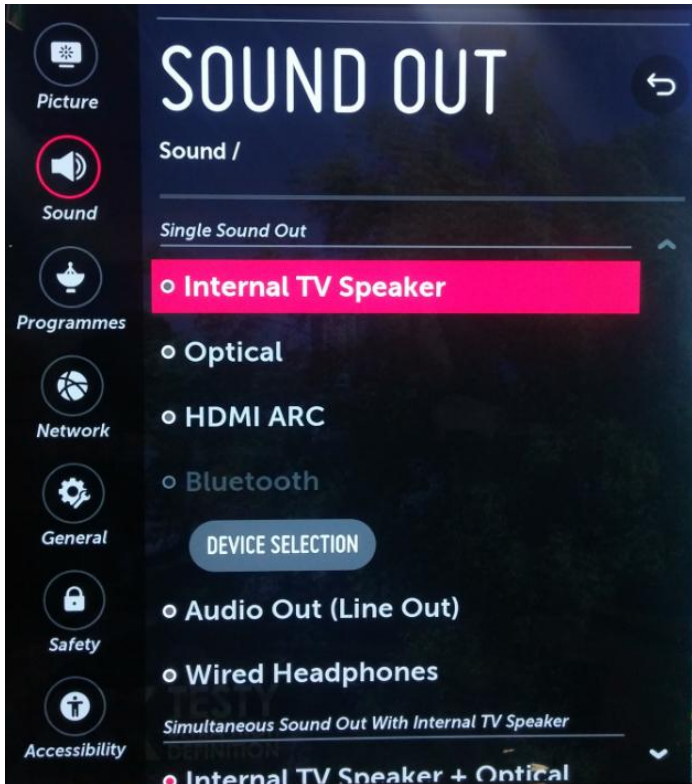 SOUND OUT
Sound /
Picture
Sound
Programmes
Network
General
Safety
Accessibility
Single Sound Out
Internal TV Speaker
Optical
HDMI ARC
Bluetooth
DEVICE SELECTION
Audio Out (Line Out)
Wired Headphones
TESTY
Simultaneous Sound Out With Internal TV Speaker
DEFINITION
Internal TV Speaker + Optical